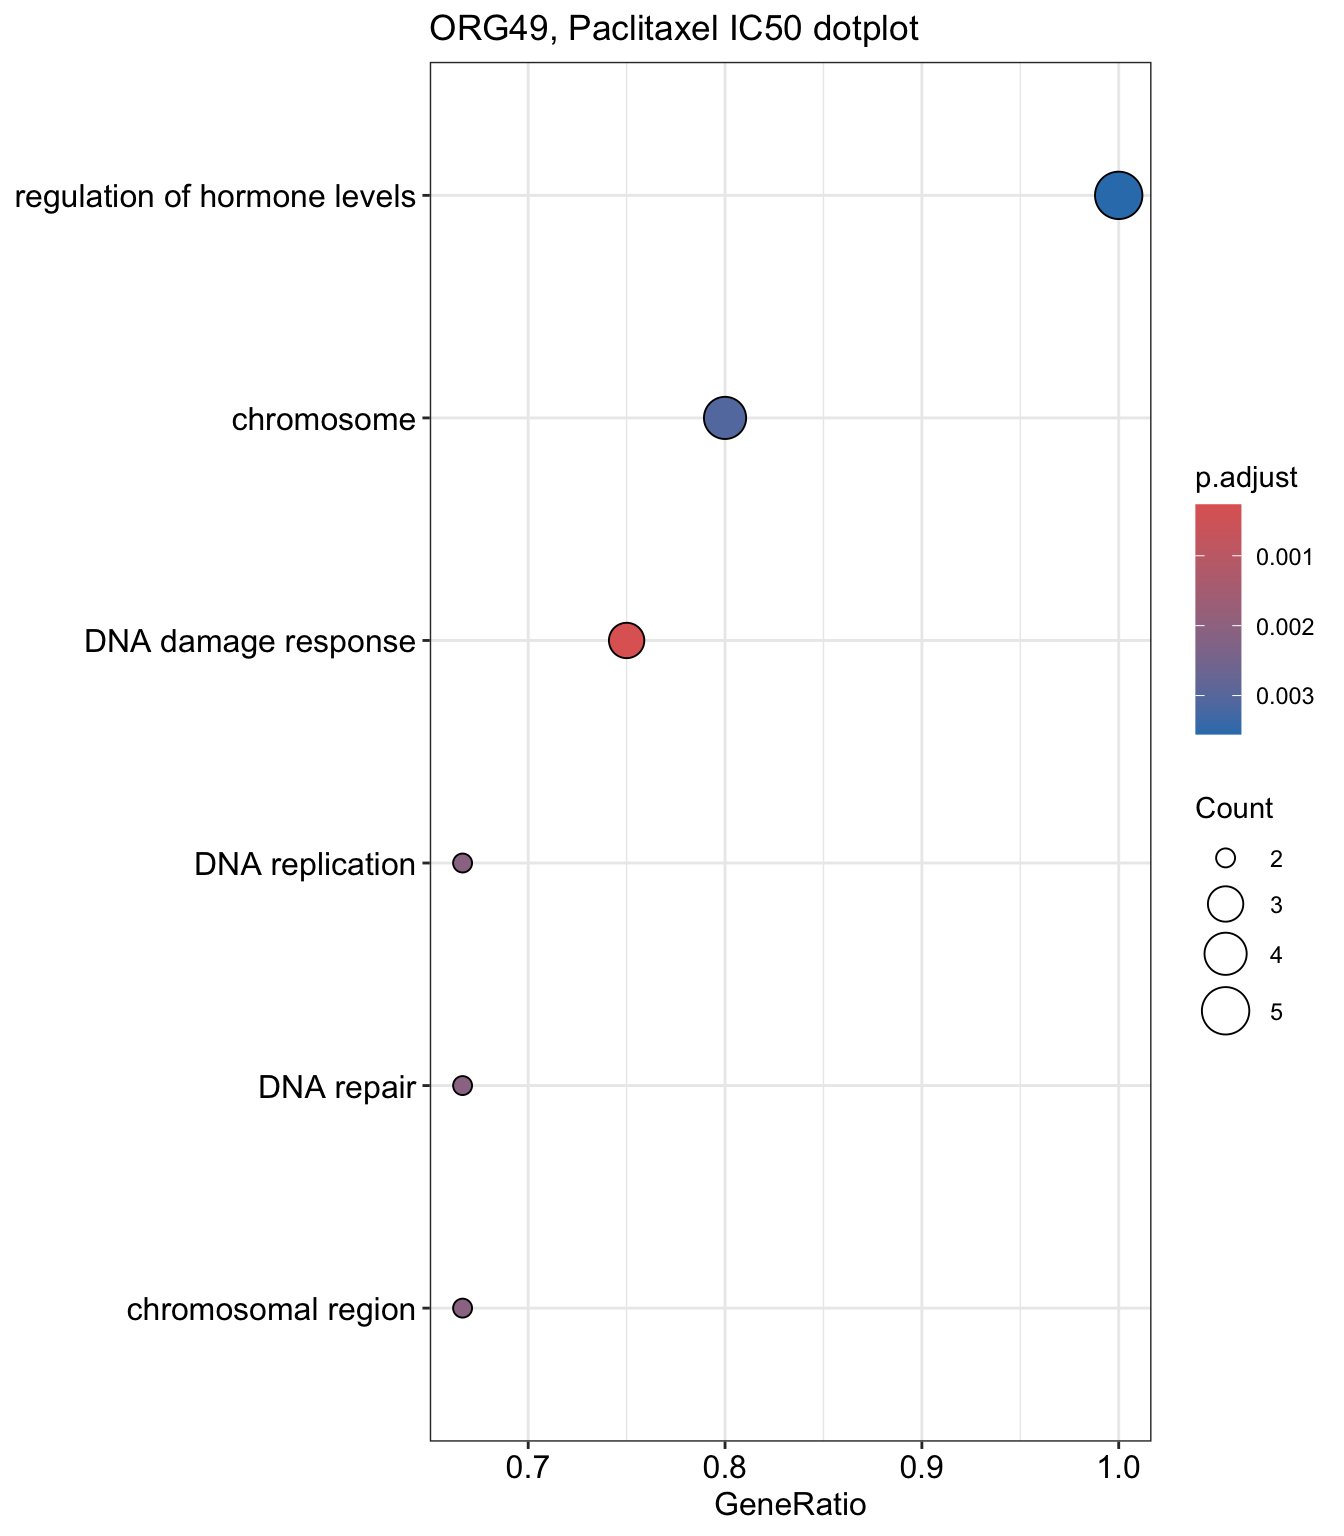 ORG49, Paclitaxel IC50 dotplot
regulation of hormone levels
chromosome
DNA damage response
DNA replication
DNA repair
chromosomal region
0.7
0.8
0.9
1.0
GeneRatio
p.adjust
0.001
0.002
0.003
Count
2
3
4
5